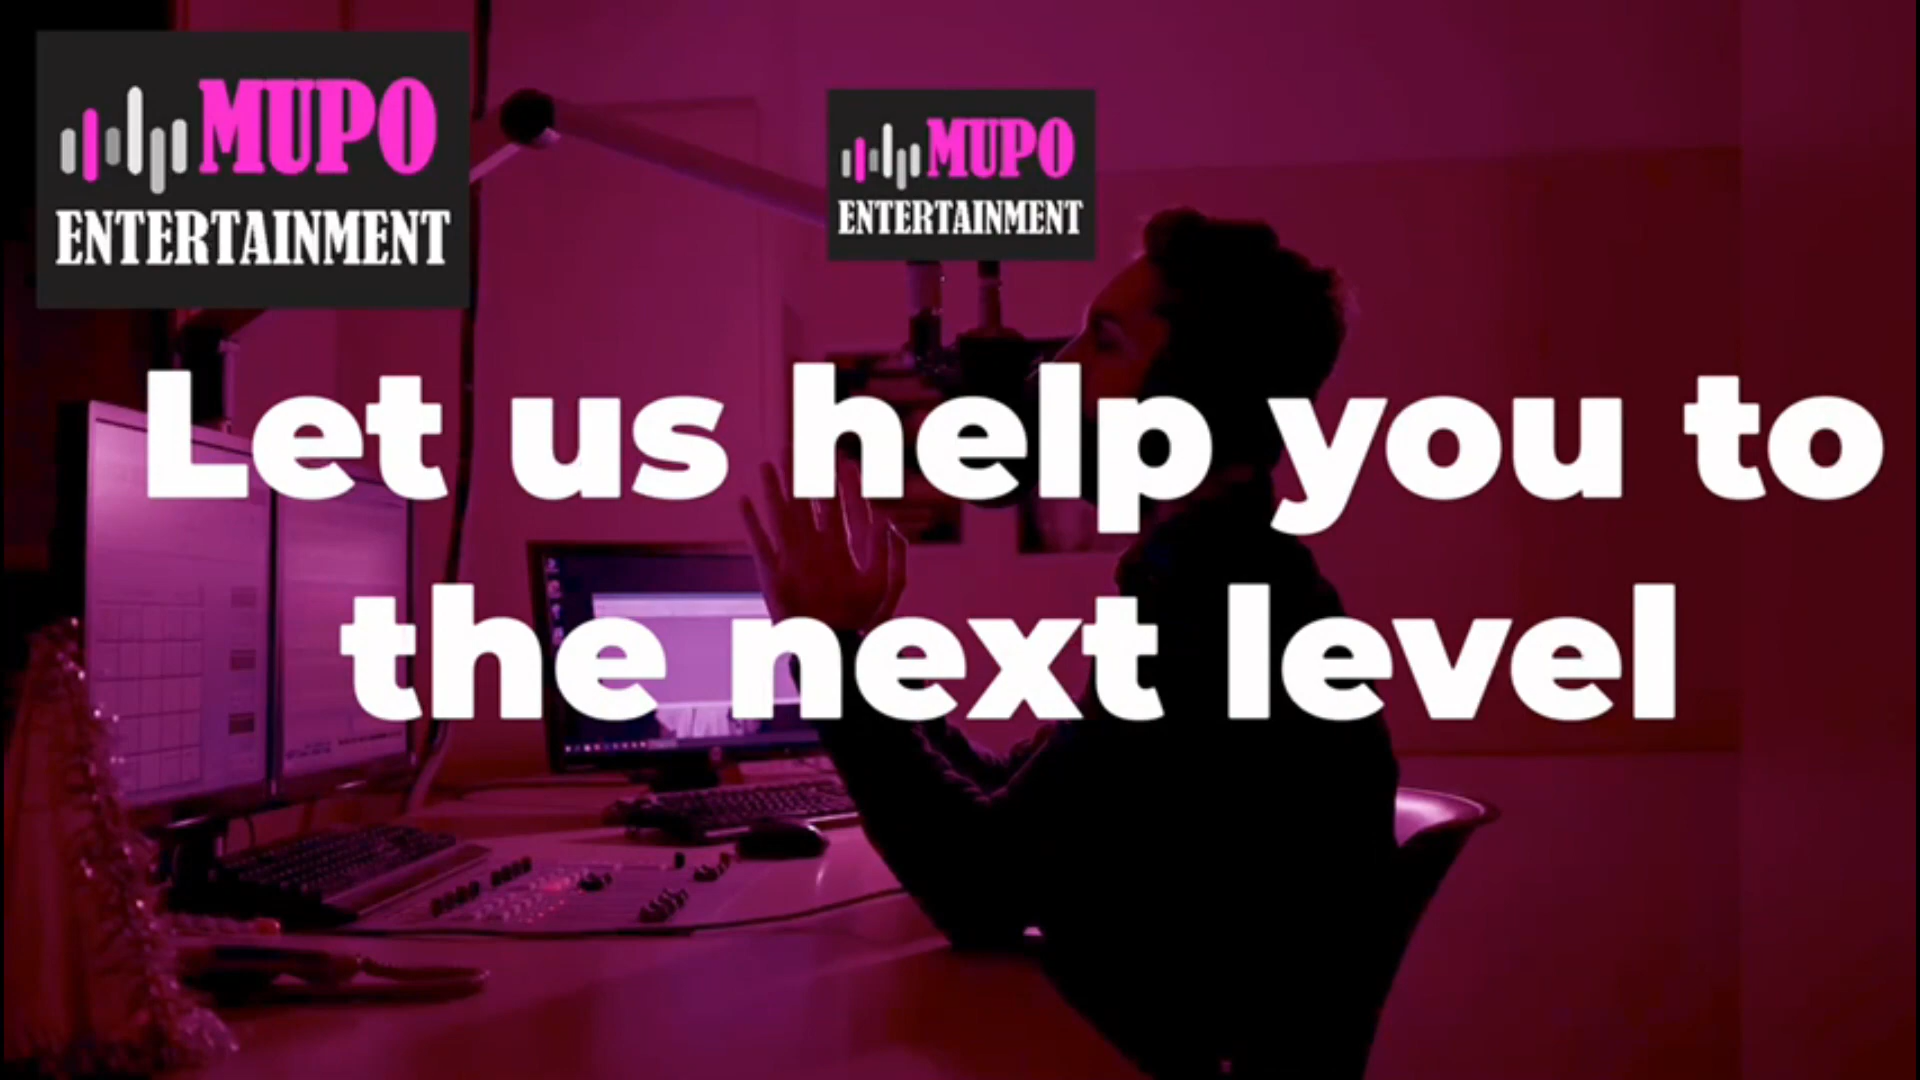 MUPO
ENTERTAINMENT
MUPO
ENTERTAINMENT
Let us help you to
the next level